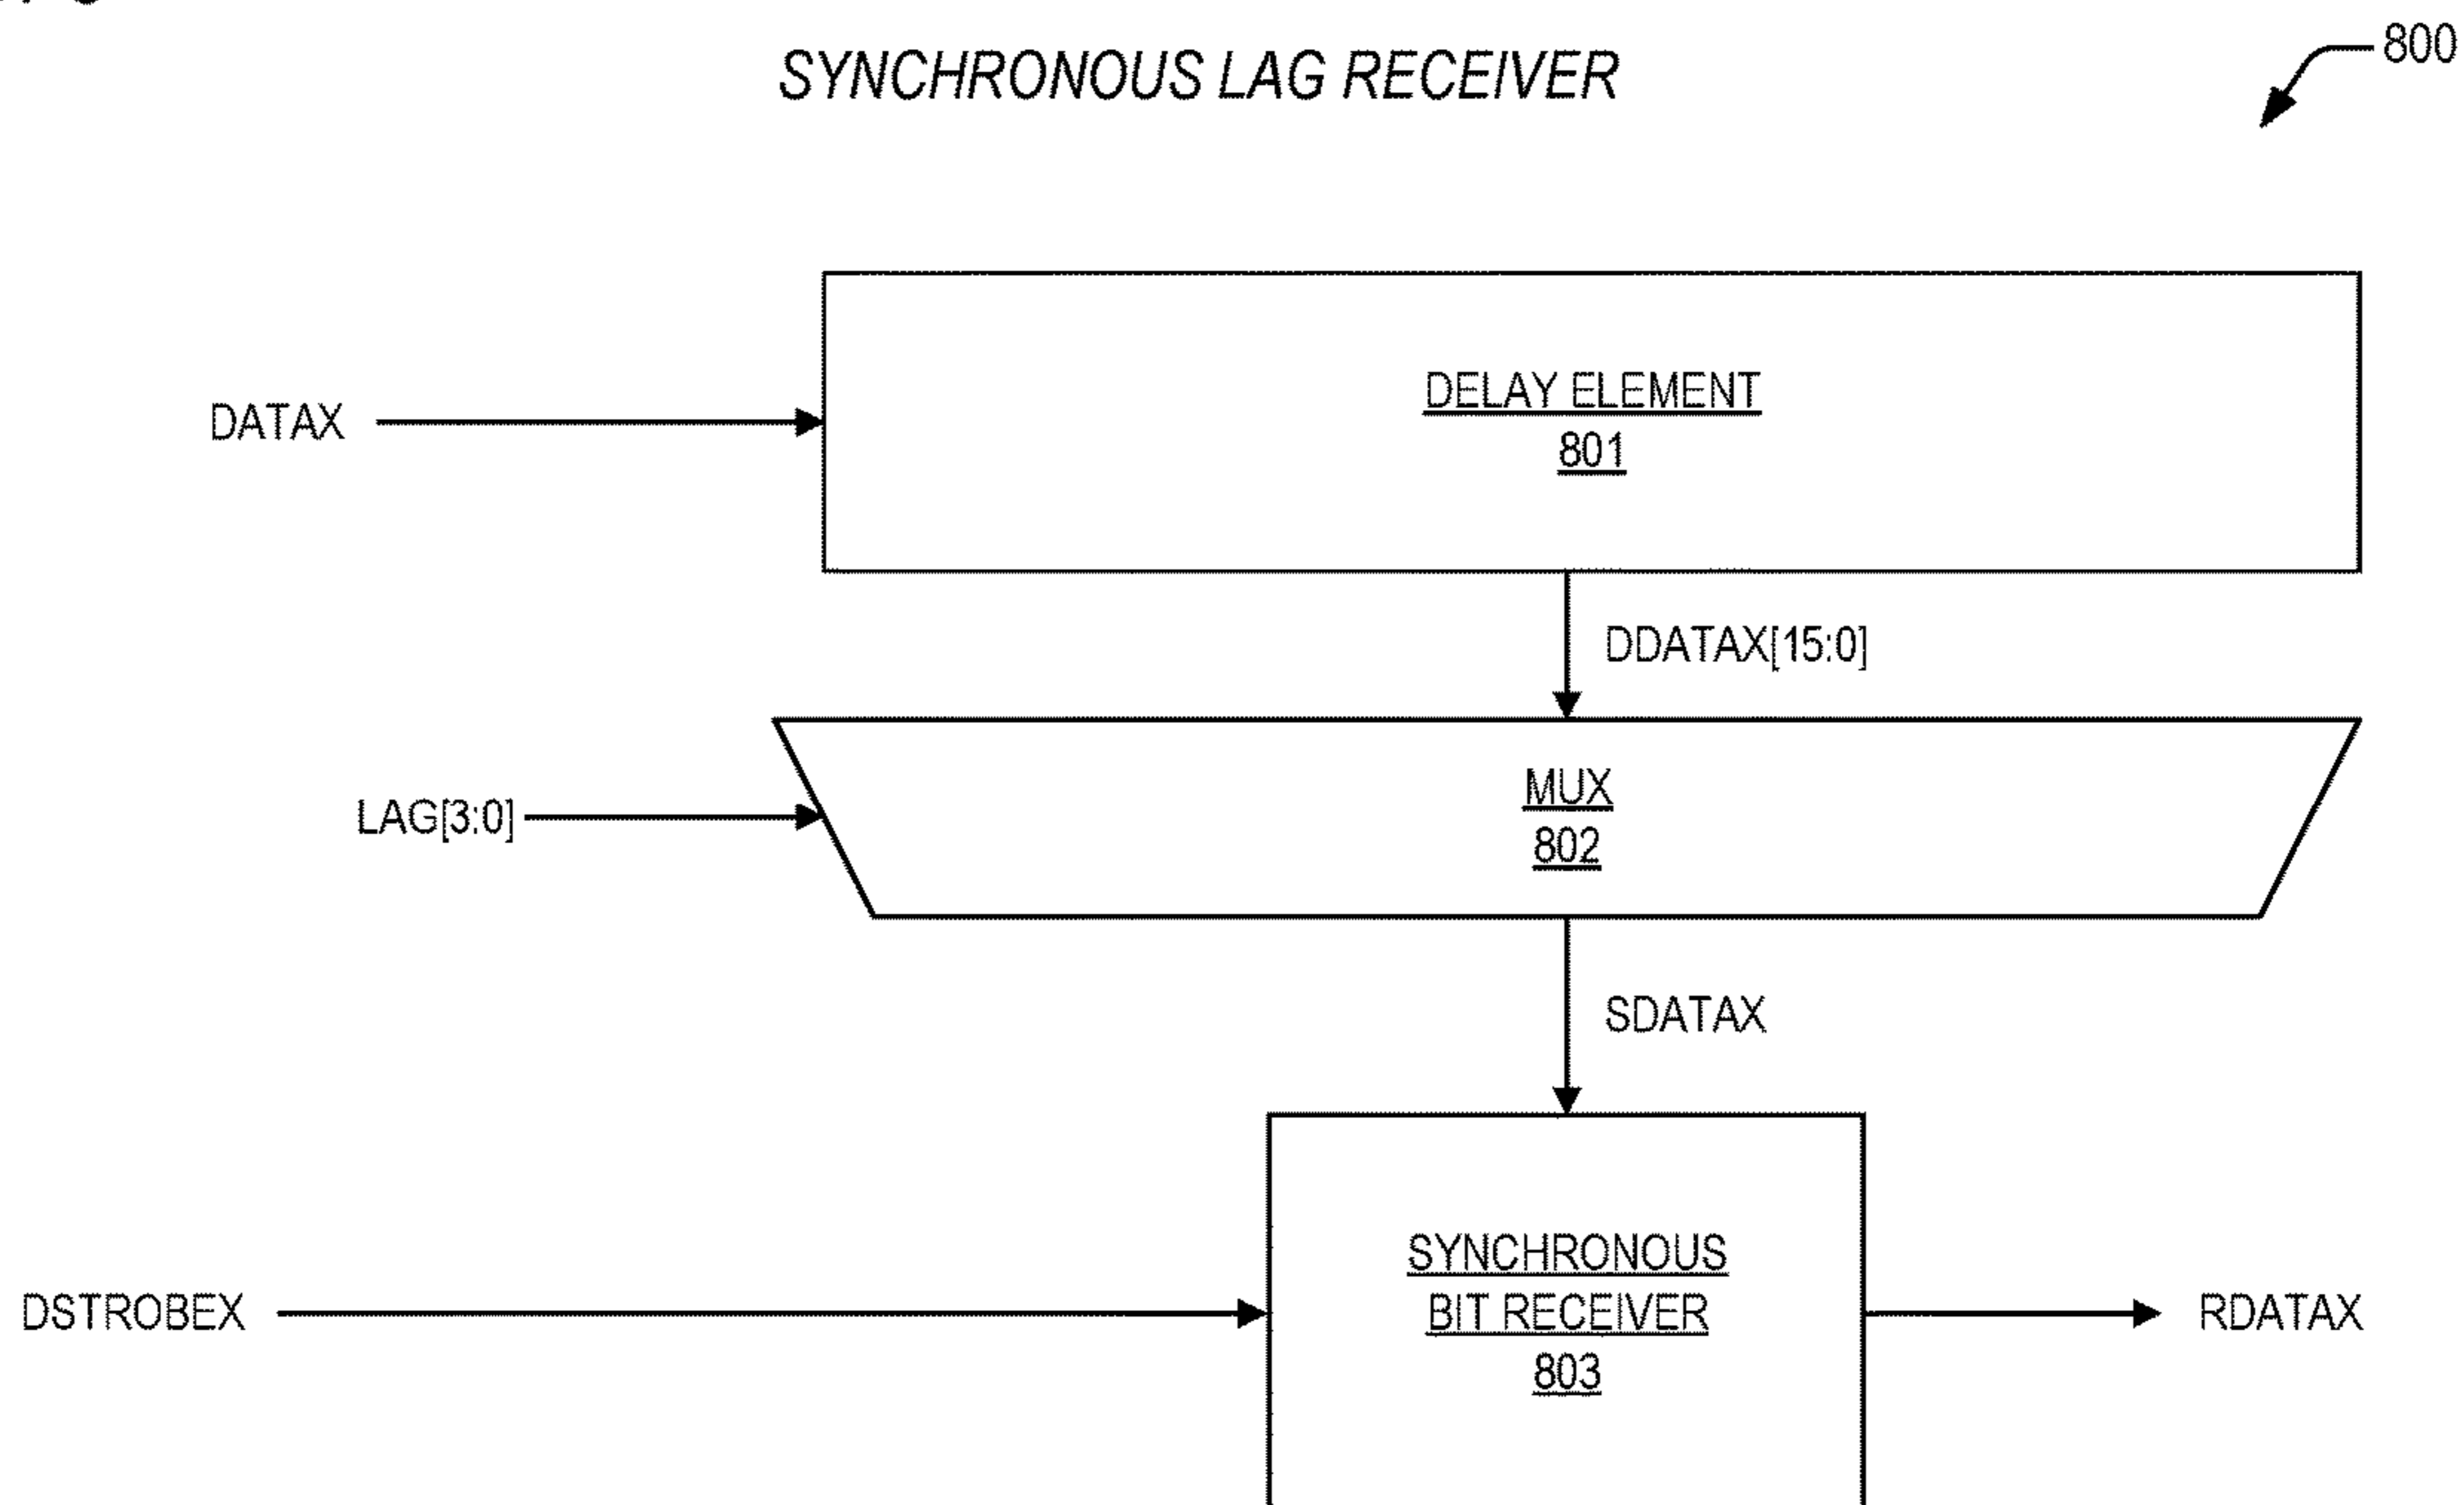 800
SYNCHRONOUS LAG RECEIVER
DATAX
DELAY ELEMENT
801
DDATAX[15:0]
LAG[3:0]
MUX
802
SDATAX
DSTROBEX
SYNCHRONOUS
BIT RECEIVER
803
RDATAX